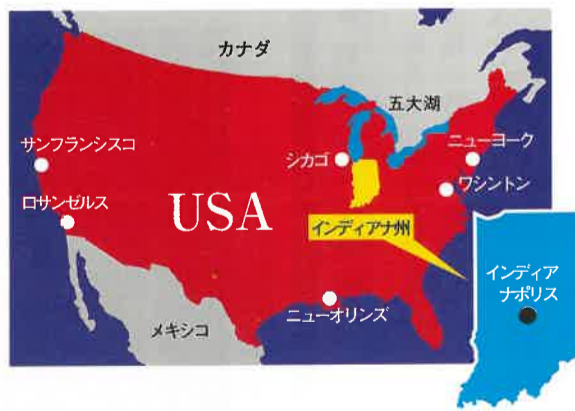 カナダ
五大湖
サンフランシスコ
シカゴ
ニューヨーク
ロサンゼルス
USA
ワシントン
インディアナ州
ニューオリンズ
メキシコ
インディア
ナポリス